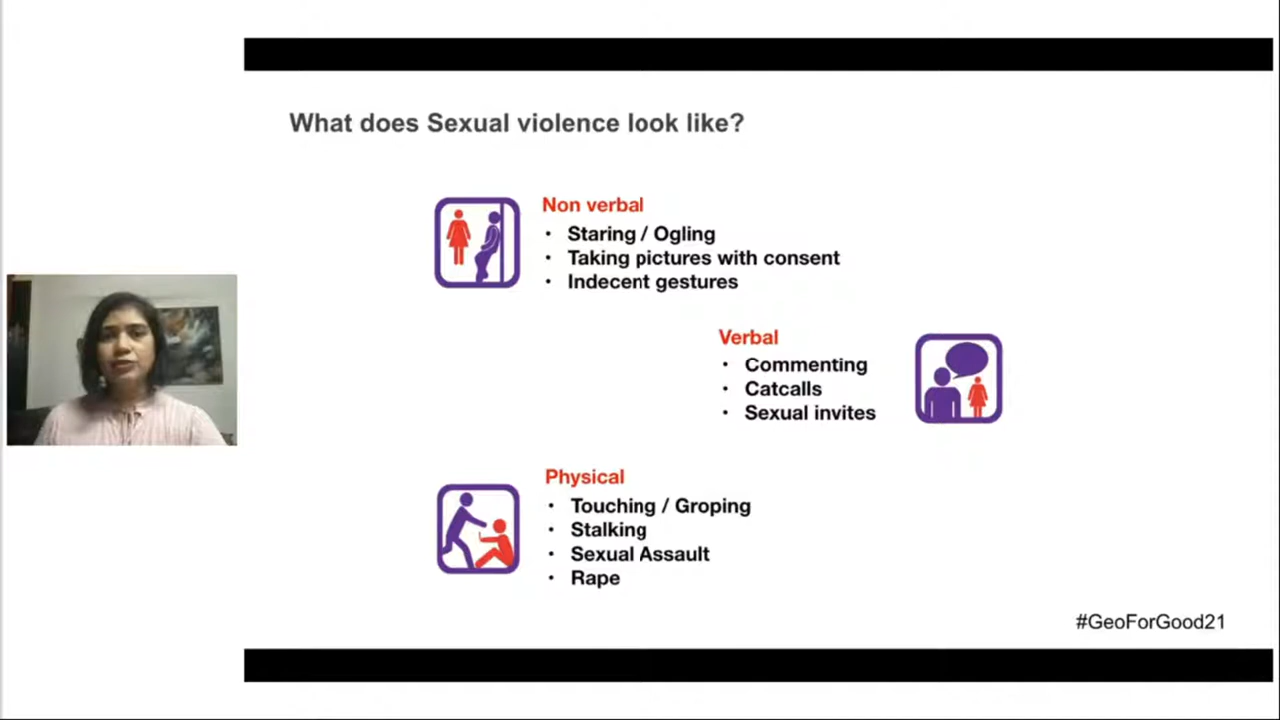 What does Sexual violence look like?
Non verbal
• Staring / Ogling
• Taking pictures with consent
• Indecent gestures
Verbal
• Commenting
• Catcalls
• Sexual invites
Physical
• Touching / Groping
• Stalking
• Sexual Assault
• Rape
#GeoForGood21